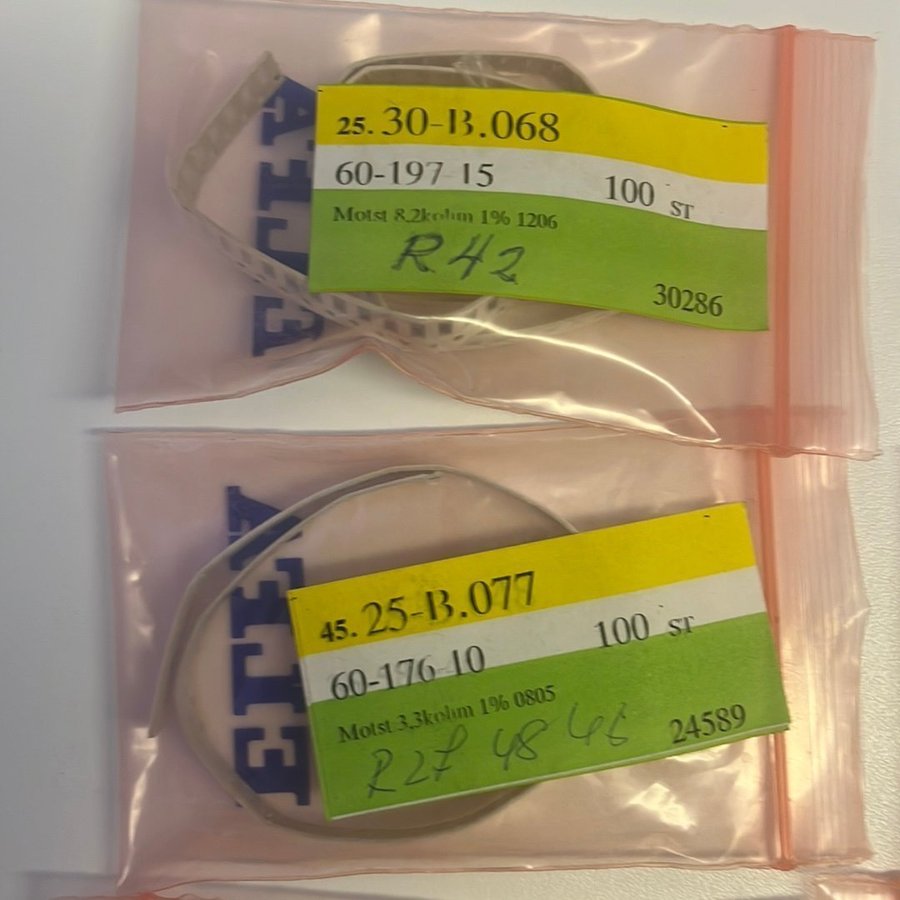 25. 30-B.068
60-197-15 100 ST
Motst 8,2kohm 1% 1206
R42
30286
ELFA
45. 25-B.077
60-176-10 100 ST
Motst 3,3kohm 1% 0805
R27 48 46
24589
ELFA